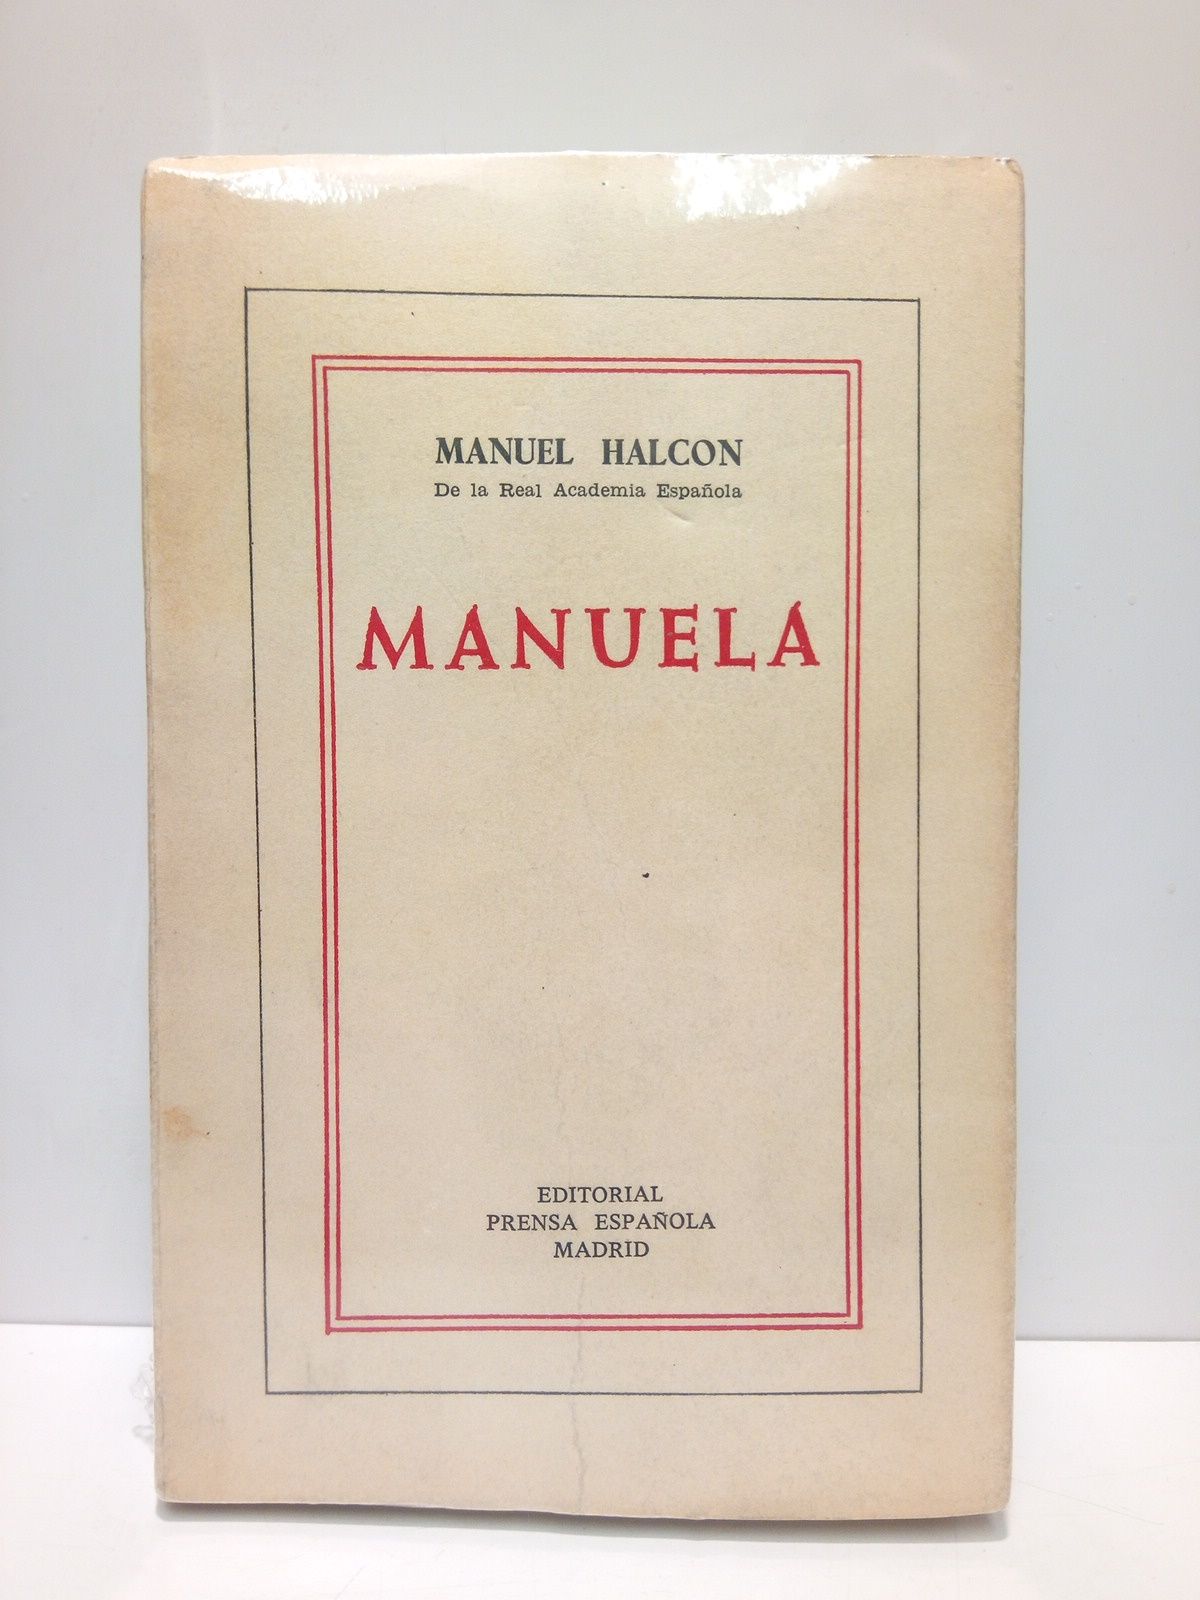 MANUEL HALCON
De la Real Academia Española
MANUELA
EDITORIAL
PRENSA ESPAÑOLA
MADRID